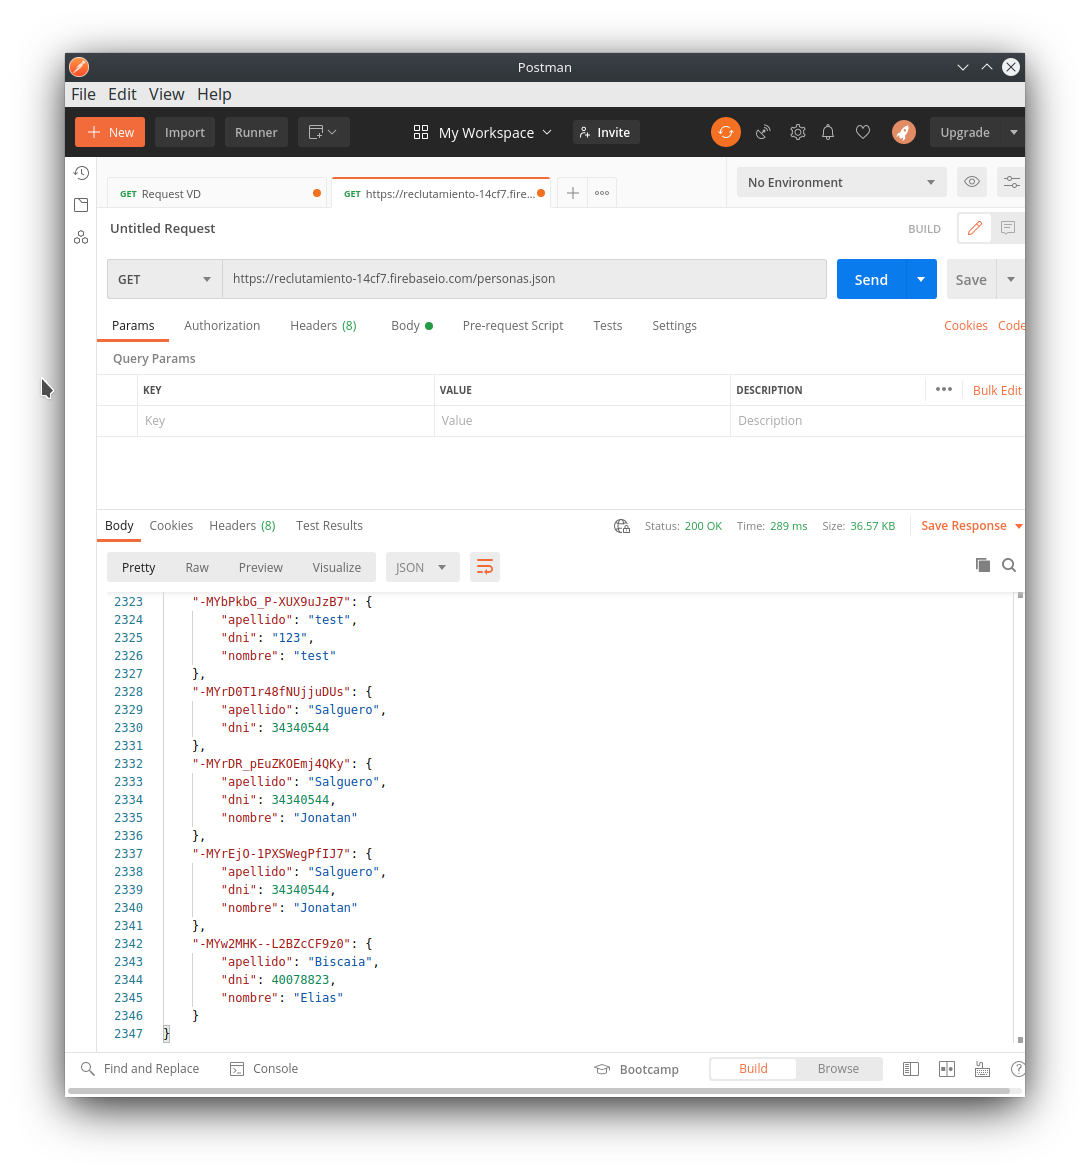 Postman
File Edit View Help
New Import Runner My Workspace Invite Upgrade
GET Request VD GET https://reclutamiento-14cf7.fire... No Environment
Untitled Request BUILD
GET https://reclutamiento-14cf7.firebaseio.com/personas.json Send Save
Params Authorization Headers (8) Body Pre-request Script Tests Settings Cookies Code
Query Params
KEY VALUE DESCRIPTION ••• Bulk Edit
Key Value Description
Body Cookies Headers (8) Test Results Status: 200 OK Time: 289 ms Size: 36.57 KB Save Response
Pretty Raw Preview Visualize JSON
2323 "-MYbPkbG_P-XUX9uJzB7": {
2324 "apellido": "test",
2325 "dni": "123",
2326 "nombre": "test"
2327 },
2328 "-MYrD0T1r48fNUjjuDUs": {
2329 "apellido": "Salguero",
2330 "dni": 34340544
2331 },
2332 "-MYrDR_pEuZKOEmj4QKy": {
2333 "apellido": "Salguero",
2334 "dni": 34340544,
2335 "nombre": "Jonatan"
2336 },
2337 "-MYrEjO-1PXSWegPfIJ7": {
2338 "apellido": "Salguero",
2339 "dni": 34340544,
2340 "nombre": "Jonatan"
2341 },
2342 "-MYw2MHK--L2BZcCF9z0": {
2343 "apellido": "Biscaia",
2344 "dni": 40078823,
2345 "nombre": "Elias"
2346 }
2347 }
Find and Replace Console Bootcamp Build Browse